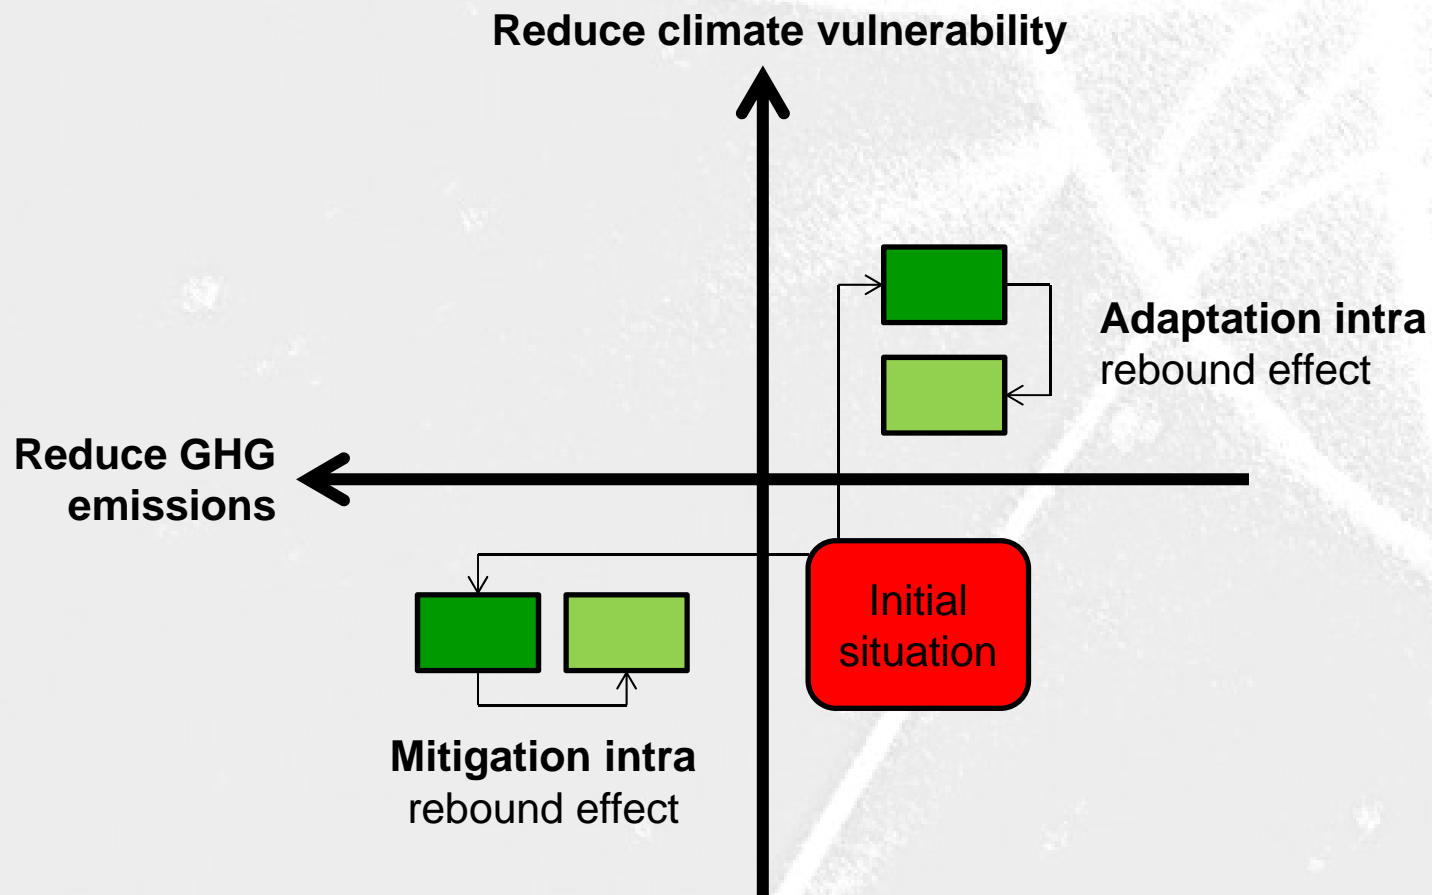 Reduce climate vulnerability
Adaptation intra
rebound effect
Reduce GHG
emissions
Initial
situation
Mitigation intra
rebound effect